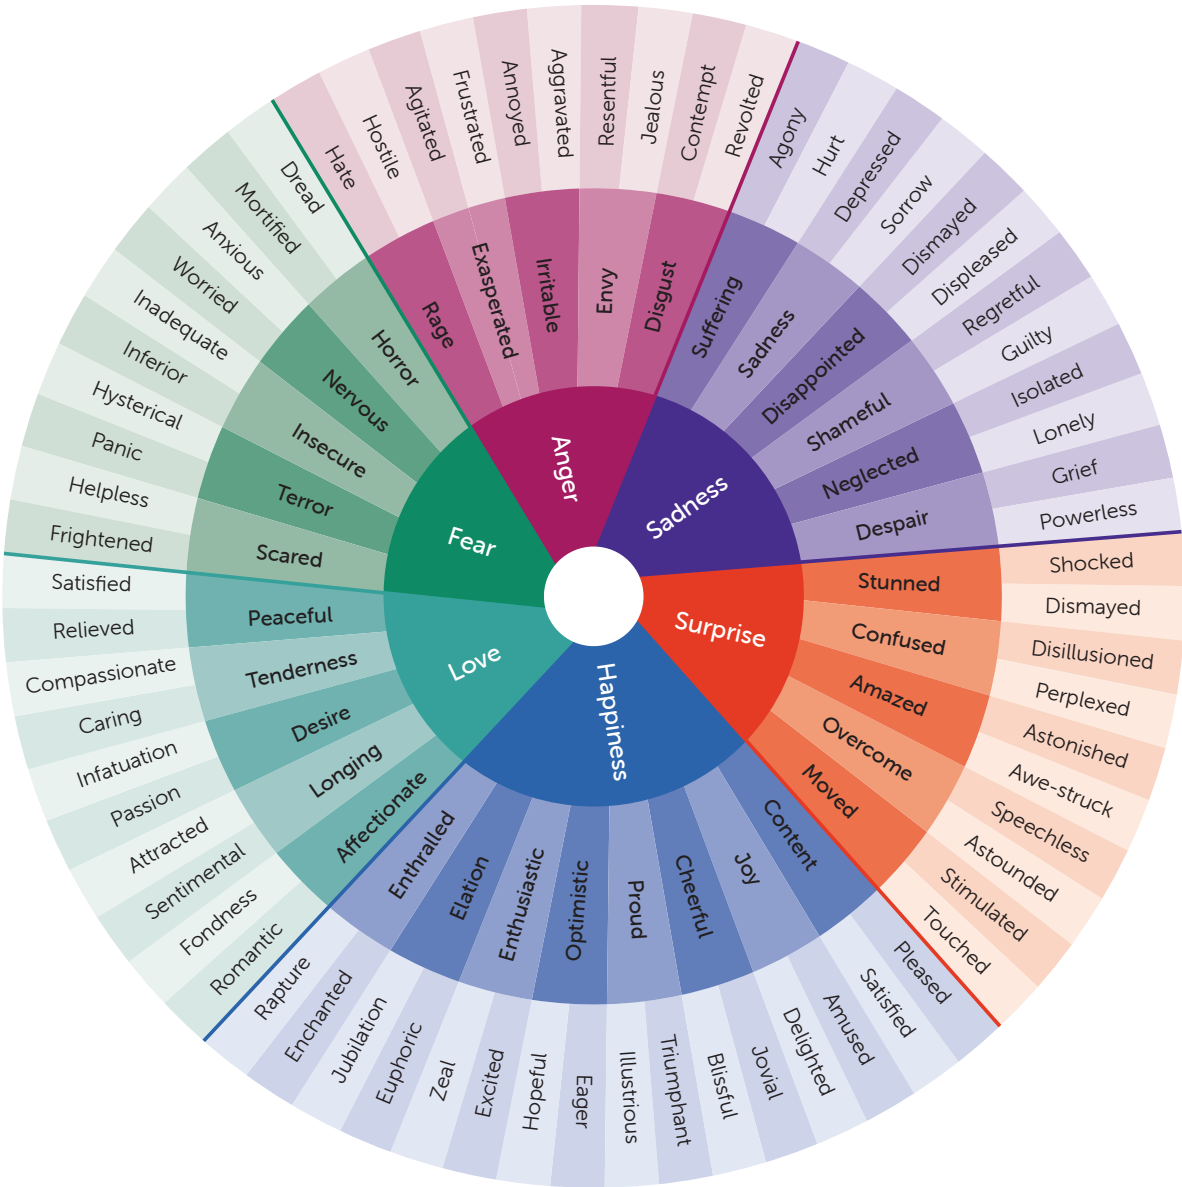 Anger
Rage
Hate
Hostile
Exasperated
Agitated
Frustrated
Irritable
Annoyed
Aggravated
Envy
Resentful
Jealous
Disgust
Contempt
Revolted
Sadness
Suffering
Agony
Hurt
Sadness
Depressed
Sorrow
Disappointed
Dismayed
Displeased
Shameful
Regretful
Guilty
Neglected
Isolated
Lonely
Despair
Grief
Powerless
Surprise
Stunned
Shocked
Dismayed
Confused
Disillusioned
Perplexed
Amazed
Astonished
Awe-struck
Overcome
Speechless
Astounded
Moved
Stimulated
Touched
Happiness
Content
Pleased
Satisfied
Joy
Amused
Delighted
Cheerful
Jovial
Blissful
Proud
Triumphant
Illustrious
Optimistic
Eager
Hopeful
Enthusiastic
Excited
Zeal
Elation
Euphoric
Jubilation
Enthralled
Enchanted
Rapture
Love
Affectionate
Romantic
Fondness
Longing
Sentimental
Attracted
Desire
Passion
Infatuation
Tenderness
Caring
Compassionate
Peaceful
Relieved
Satisfied
Fear
Scared
Frightened
Helpless
Terror
Panic
Hysterical
Insecure
Inferior
Inadequate
Nervous
Worried
Anxious
Horror
Mortified
Dread